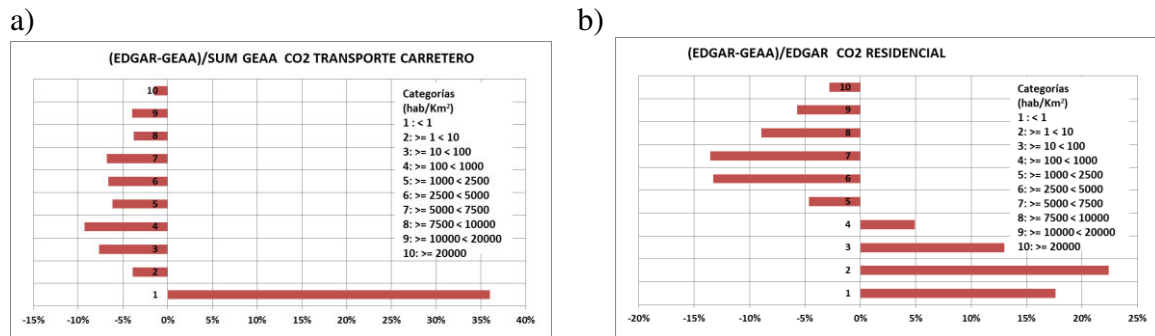 a)
(EDGAR-GEAA)/SUM GEAA CO2 TRANSPORTE CARRETERO
10
9
8
7
6
5
4
3
2
1
Categorías
(hab/Km²)
1 : < 1
2: >= 1 < 10
3: >= 10 < 100
4: >= 100 < 1000
5: >= 1000 < 2500
6: >= 2500 < 5000
7: >= 5000 < 7500
8: >= 7500 < 10000
9: >= 10000 < 20000
10: >= 20000
-15% -10% -5% 0% 5% 10% 15% 20% 25% 30% 35% 40%
b)
(EDGAR-GEAA)/EDGAR CO2 RESIDENCIAL
10
9
8
7
6
5
4
3
2
1
Categorías
(hab/Km²)
1 : < 1
2: >= 1 < 10
3: >= 10 < 100
4: >= 100 < 1000
5: >= 1000 < 2500
6: >= 2500 < 5000
7: >= 5000 < 7500
8: >= 7500 < 10000
9: >= 10000 < 20000
10: >= 20000
-20% -15% -10% -5% 0% 5% 10% 15% 20% 25%